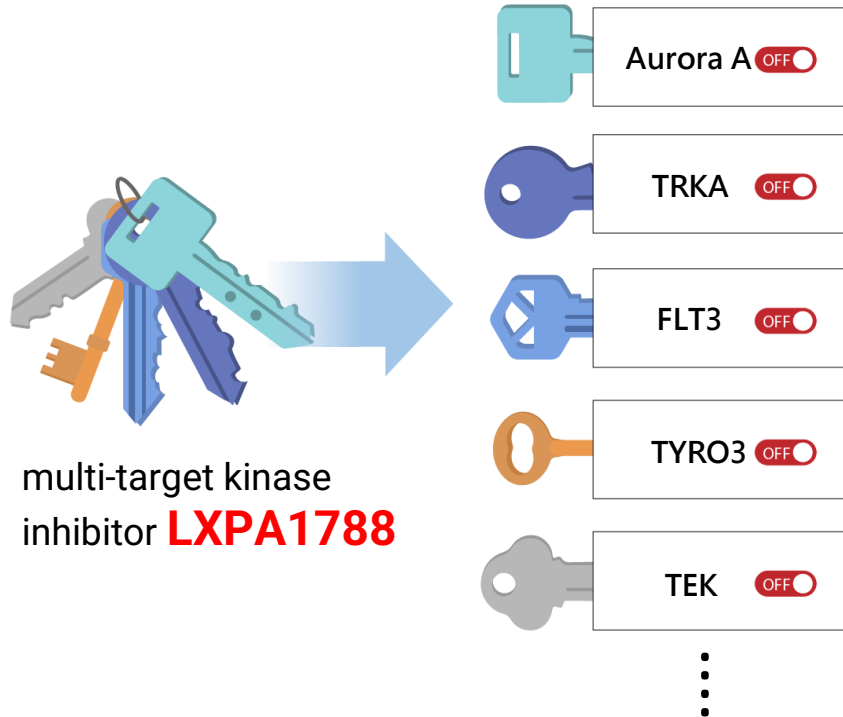 Aurora A OFF
TRKA OFF
FLT3 OFF
TYRO3 OFF
TEK OFF
multi-target kinase
inhibitor LXPA1788